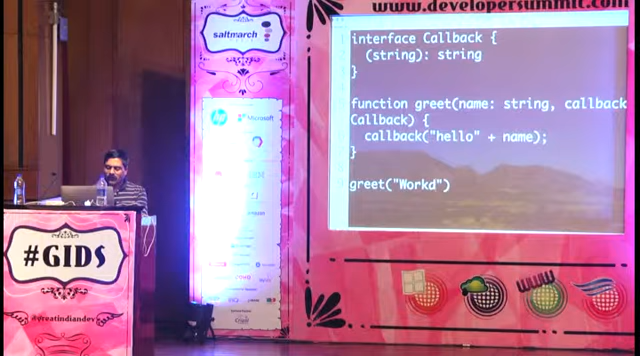 www.developersummit.com
saltmarch
interface Callback {
(string): string
}
function greet(name: string, callback
Callback) {
callback("hello" + name);
}
greet("Workd")
Microsoft
#GIDS
#greatindiandev